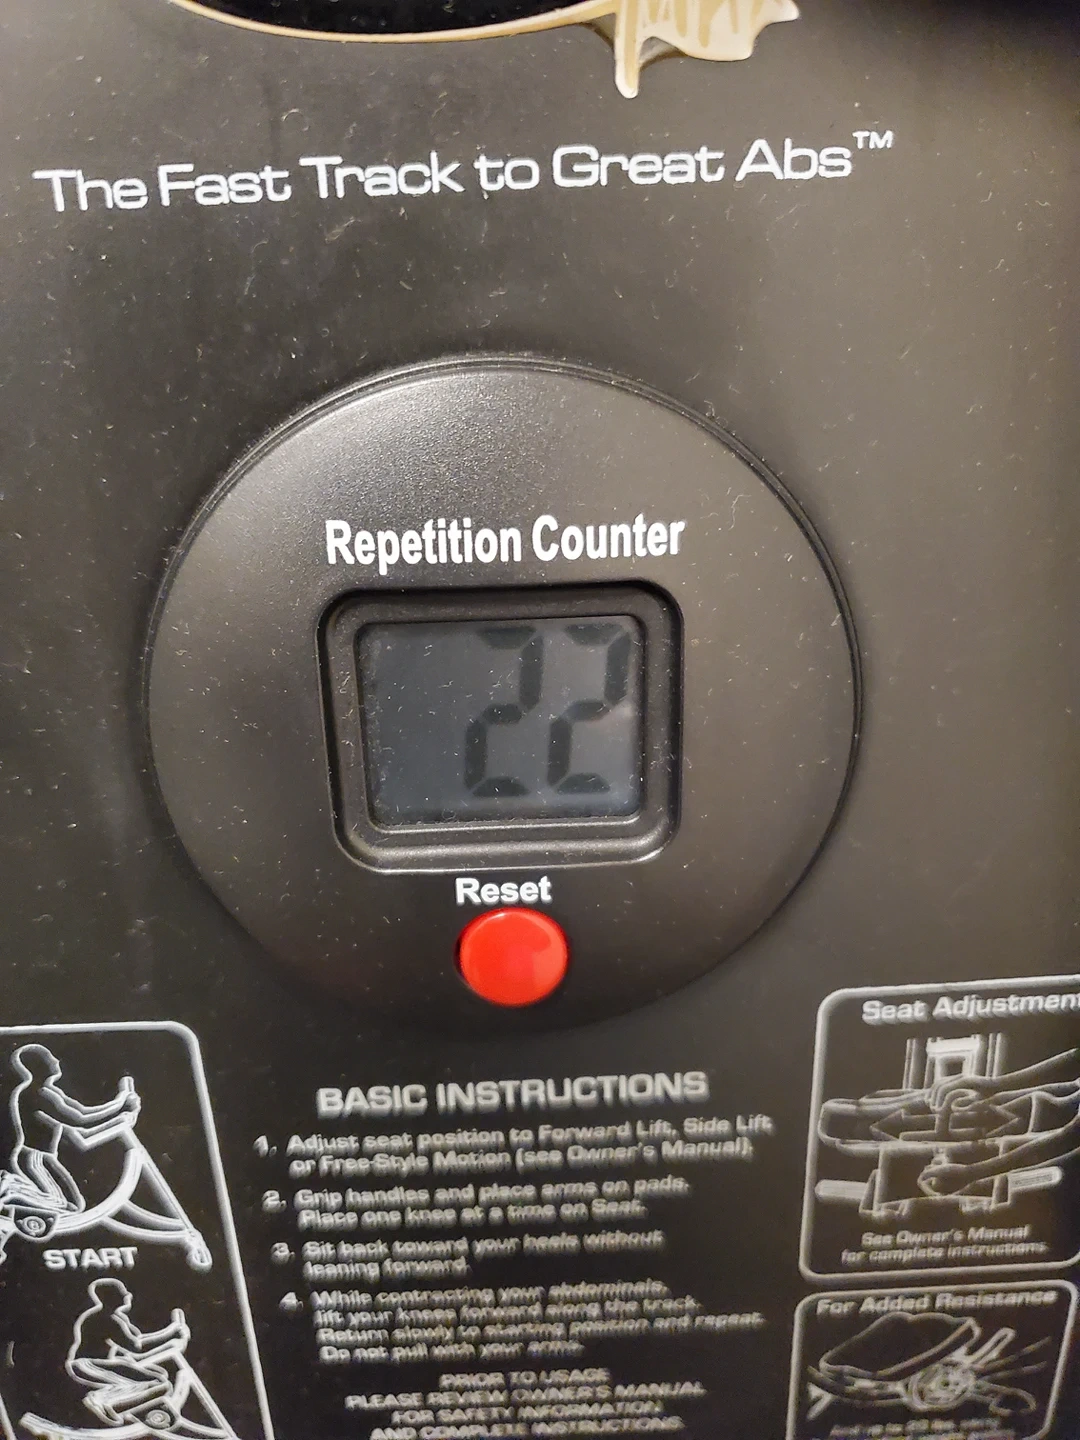 The Fast Track to Great Abs™
Repetition Counter
22
Reset
BASIC INSTRUCTIONS
1. Adjust seat position to Forward Lift, Side Lift
or Free-Style Motion (see Owner's Manual).
2. Grip handles and place arms on pads.
Place one knee at a time on Seat.
3. Sit back toward your heels without
leaning forward.
4. While contracting your abdominals,
lift your knees forward along the track.
Return slowly to starting position and repeat.
Do not pull with your arms.
PRIOR TO USAGE
PLEASE REVIEW OWNER'S MANUAL
FOR SAFETY INFORMATION
AND COMPLETE INSTRUCTIONS
START
Seat Adjustment
See Owner's Manual
for complete instructions.
For Added Resistance